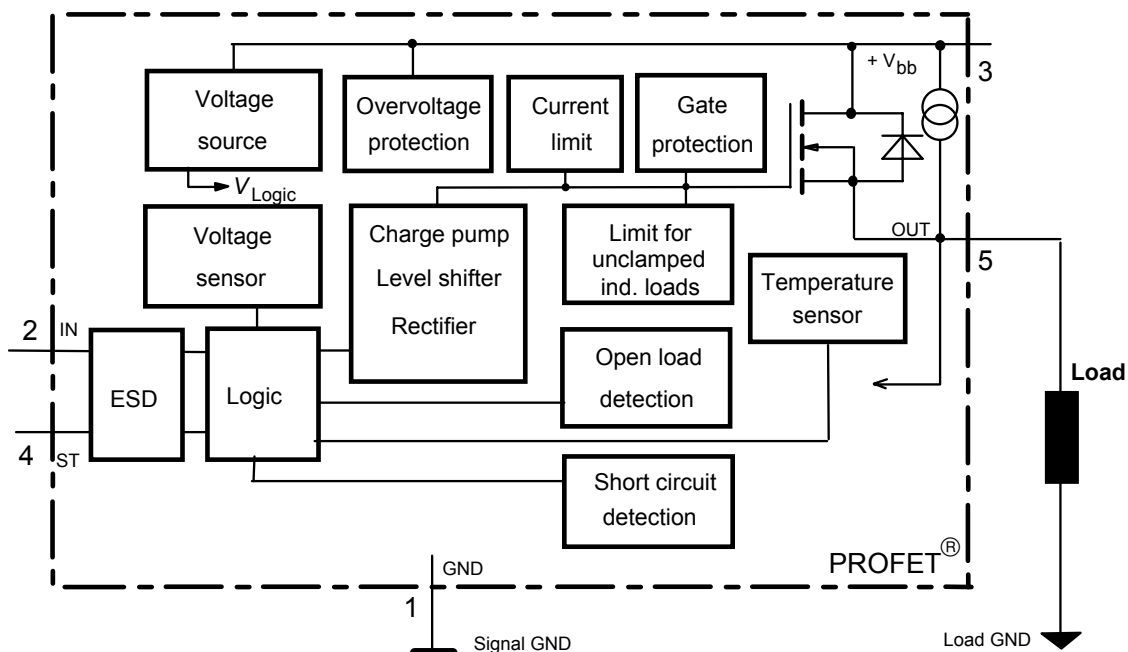 + Vbb
3
Voltage
source
Overvoltage
protection
Current
limit
Gate
protection
VLogic
Voltage
sensor
Charge pump
Level shifter
Rectifier
Limit for
unclamped
ind. loads
OUT
5
Temperature
sensor
2
IN
ESD
Logic
Open load
detection
Load
4
ST
Short circuit
detection
PROFET®
GND
1
Signal GND
Load GND